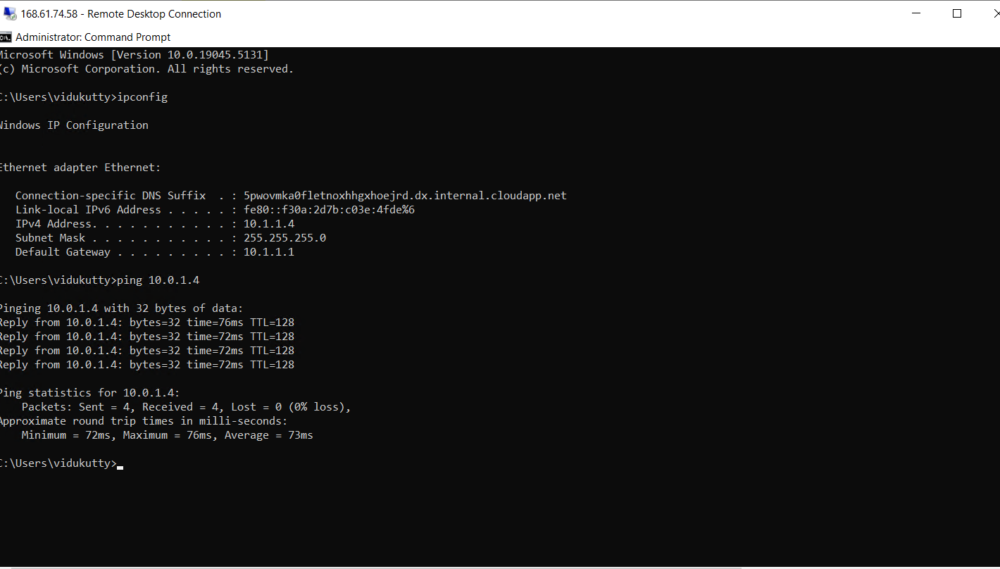 168.61.74.58 - Remote Desktop Connection
Administrator: Command Prompt
Microsoft Windows [Version 10.0.19045.5131]
(c) Microsoft Corporation. All rights reserved.
C:\Users\vidukutty>ipconfig
Windows IP Configuration
Ethernet adapter Ethernet:
Connection-specific DNS Suffix  . : 5pwovmka0fletnoxhhgxhoejrd.dx.internal.cloudapp.net
Link-local IPv6 Address . . . . . : fe80::f30a:2d7b:c03e:4fde%6
IPv4 Address. . . . . . . . . . . : 10.1.1.4
Subnet Mask . . . . . . . . . . . : 255.255.255.0
Default Gateway . . . . . . . . . : 10.1.1.1
C:\Users\vidukutty>ping 10.0.1.4
Pinging 10.0.1.4 with 32 bytes of data:
Reply from 10.0.1.4: bytes=32 time=76ms TTL=128
Reply from 10.0.1.4: bytes=32 time=72ms TTL=128
Reply from 10.0.1.4: bytes=32 time=72ms TTL=128
Reply from 10.0.1.4: bytes=32 time=72ms TTL=128
Ping statistics for 10.0.1.4:
Packets: Sent = 4, Received = 4, Lost = 0 (0% loss),
Approximate round trip times in milli-seconds:
Minimum = 72ms, Maximum = 76ms, Average = 73ms
C:\Users\vidukutty>